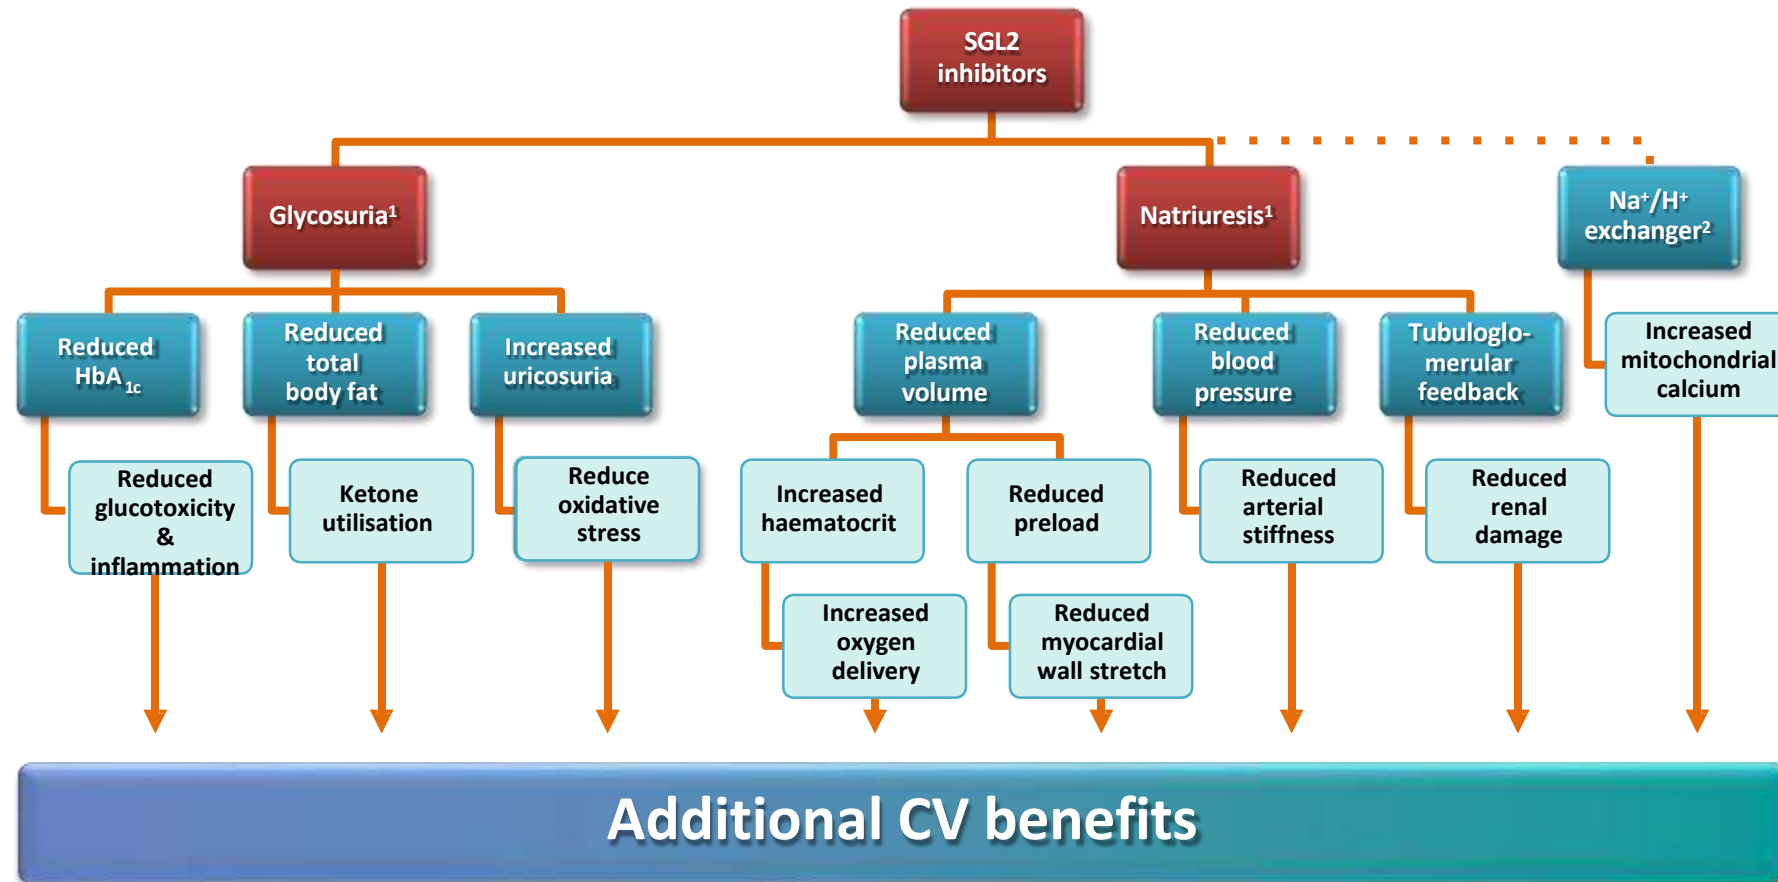 SGL2
inhibitors
Glycosuria¹
Natriuresis¹
Na⁺/H⁺
exchanger²
Reduced
HbA₁c
Reduced
total
body fat
Increased
uricosuria
Reduced
plasma
volume
Reduced
blood
pressure
Tubuloglo-
merular
feedback
Increased
mitochondrial
calcium
Reduced
glucotoxicity
&
inflammation
Ketone
utilisation
Reduce
oxidative
stress
Increased
haematocrit
Reduced
preload
Reduced
arterial
stiffness
Reduced
renal
damage
Increased
oxygen
delivery
Reduced
myocardial
wall stretch
Additional CV benefits